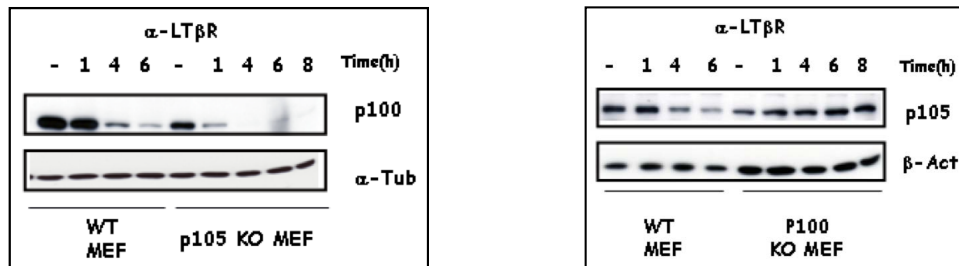 α-LTβR
- 1 4 6 - 1 4 6 8 Time(h)
p100
α-Tub
WT
MEF
p105 KO MEF
α-LTβR
- 1 4 6 - 1 4 6 8 Time(h)
p105
β-Act
WT
MEF
P100
KO MEF